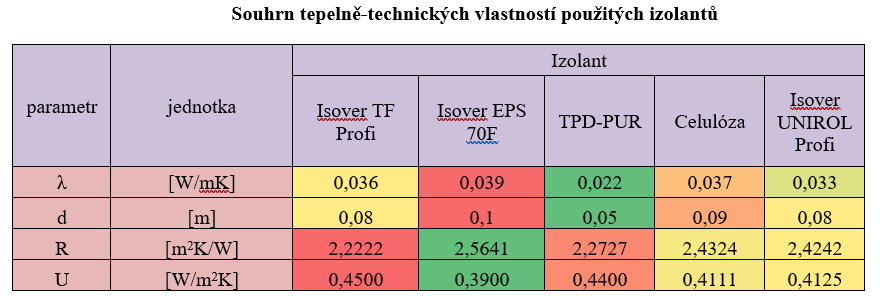 Souhrn tepelně-technických vlastností použitých izolantů
parametr jednotka Izolant
Isover TF Profi Isover EPS 70F TPD-PUR Celulóza Isover UNIROL Profi
λ [W/mK] 0,036 0,039 0,022 0,037 0,033
d [m] 0,08 0,1 0,05 0,09 0,08
R [m²K/W] 2,2222 2,5641 2,2727 2,4324 2,4242
U [W/m²K] 0,4500 0,3900 0,4400 0,4111 0,4125